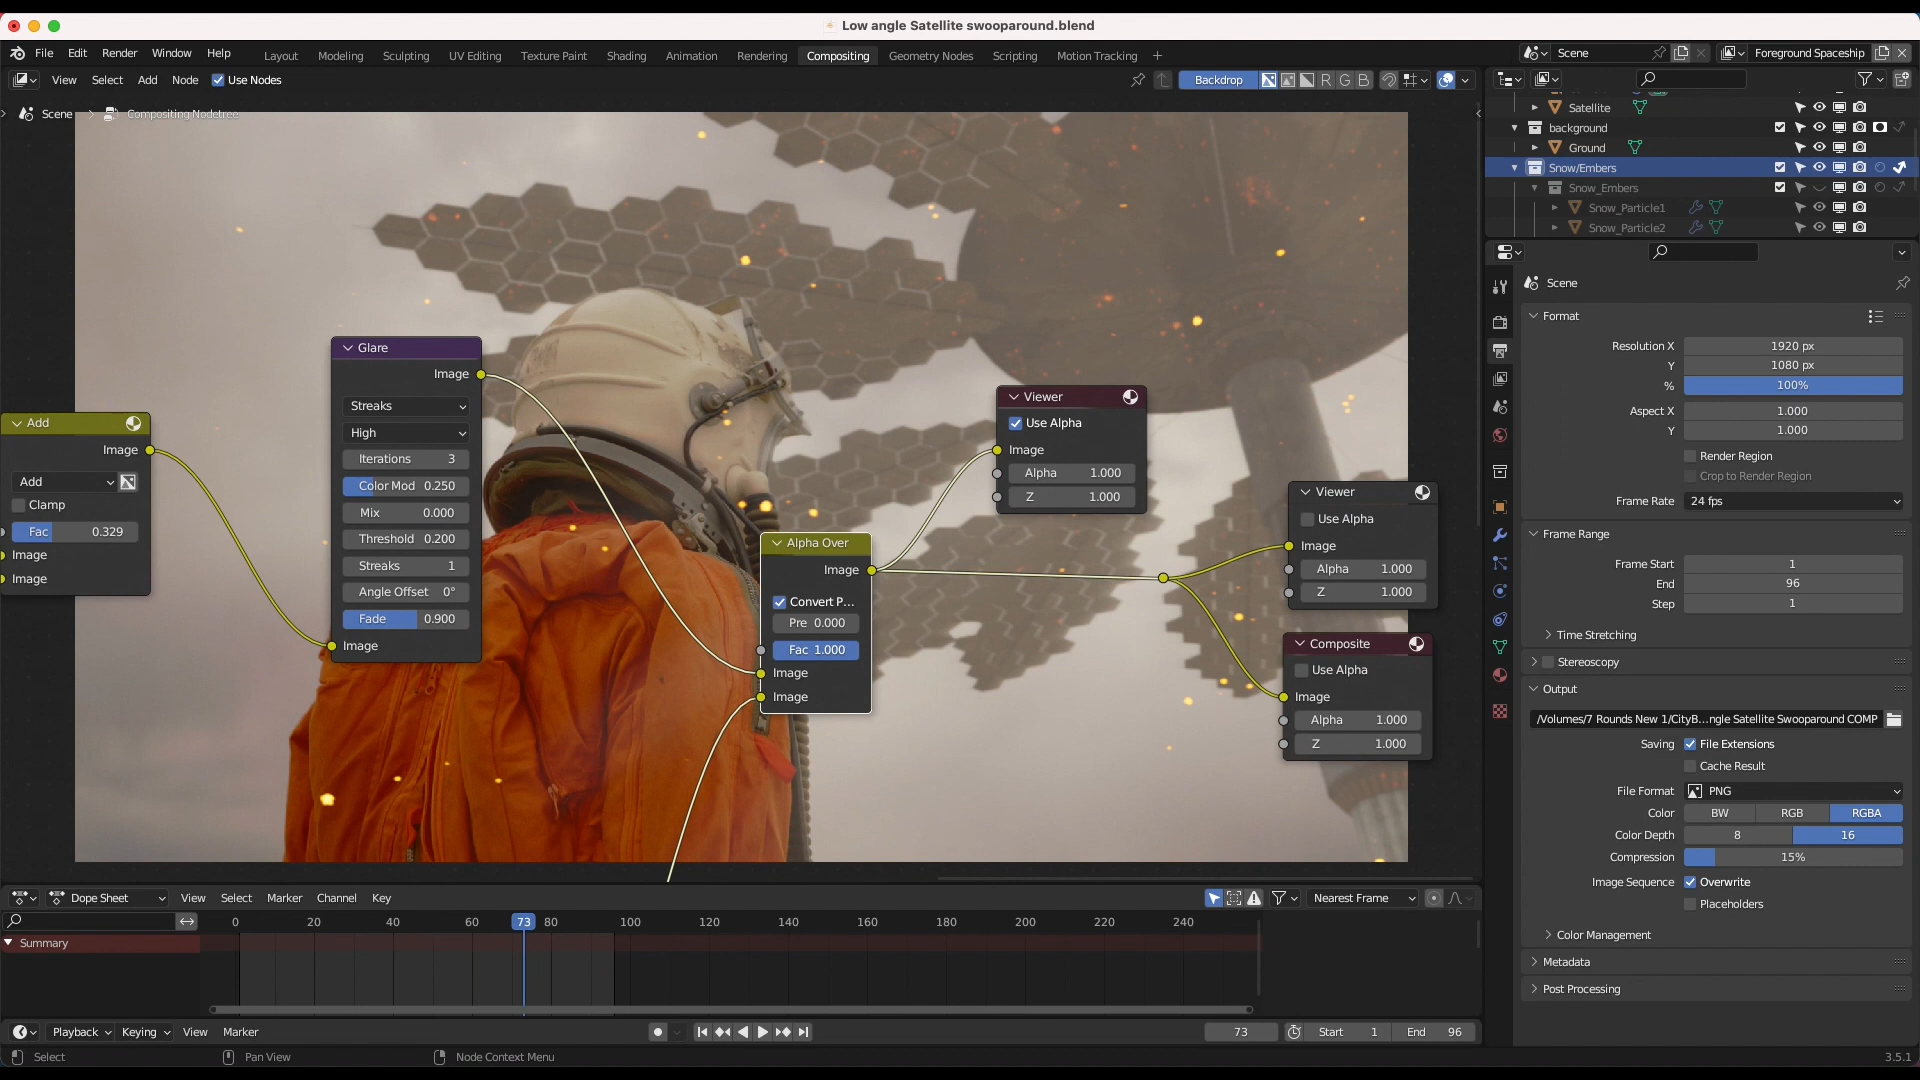 Low angle Satellite swooparound.blend
File Edit Render Window Help
Layout Modeling Sculpting UV Editing Texture Paint Shading Animation Rendering Compositing Geometry Nodes Scripting Motion Tracking +
Scene
Foreground Spaceship
View Select Add Node Use Nodes
Backdrop
R G B
Scene > Compositing Nodetree
Satellite
background
Ground
Snow/Embers
Snow_Embers
Snow_Particle1
Snow_Particle2
Add
Image
Add
Clamp
Fac 0.329
Image
Image
Glare
Image
Streaks
High
Iterations 3
Color Mod 0.250
Mix 0.000
Threshold 0.200
Streaks 1
Angle Offset 0°
Fade 0.900
Image
Alpha Over
Image
Convert P...
Pre 0.000
Fac 1.000
Image
Image
Viewer
Use Alpha
Image
Alpha 1.000
Z 1.000
Viewer
Use Alpha
Image
Alpha 1.000
Z 1.000
Composite
Use Alpha
Image
Alpha 1.000
Z 1.000
Scene
Format
Resolution X 1920 px
Y 1080 px
% 100%
Aspect X 1.000
Y 1.000
Render Region
Crop to Render Region
Frame Rate 24 fps
Frame Range
Frame Start 1
End 96
Step 1
Time Stretching
Stereoscopy
Output
/Volumes/7 Rounds New 1/CityB...ngle Satellite Swooparound COMP
Saving File Extensions
Cache Result
File Format PNG
Color BW RGB RGBA
Color Depth 8 16
Compression 15%
Image Sequence Overwrite
Placeholders
Color Management
Metadata
Post Processing
Dope Sheet View Select Marker Channel Key
Nearest Frame
0 20 40 60 73 80 100 120 140 160 180 200 220 240
Summary
Playback Keying View Marker
73 Start 1 End 96
Select Pan View Node Context Menu
3.5.1